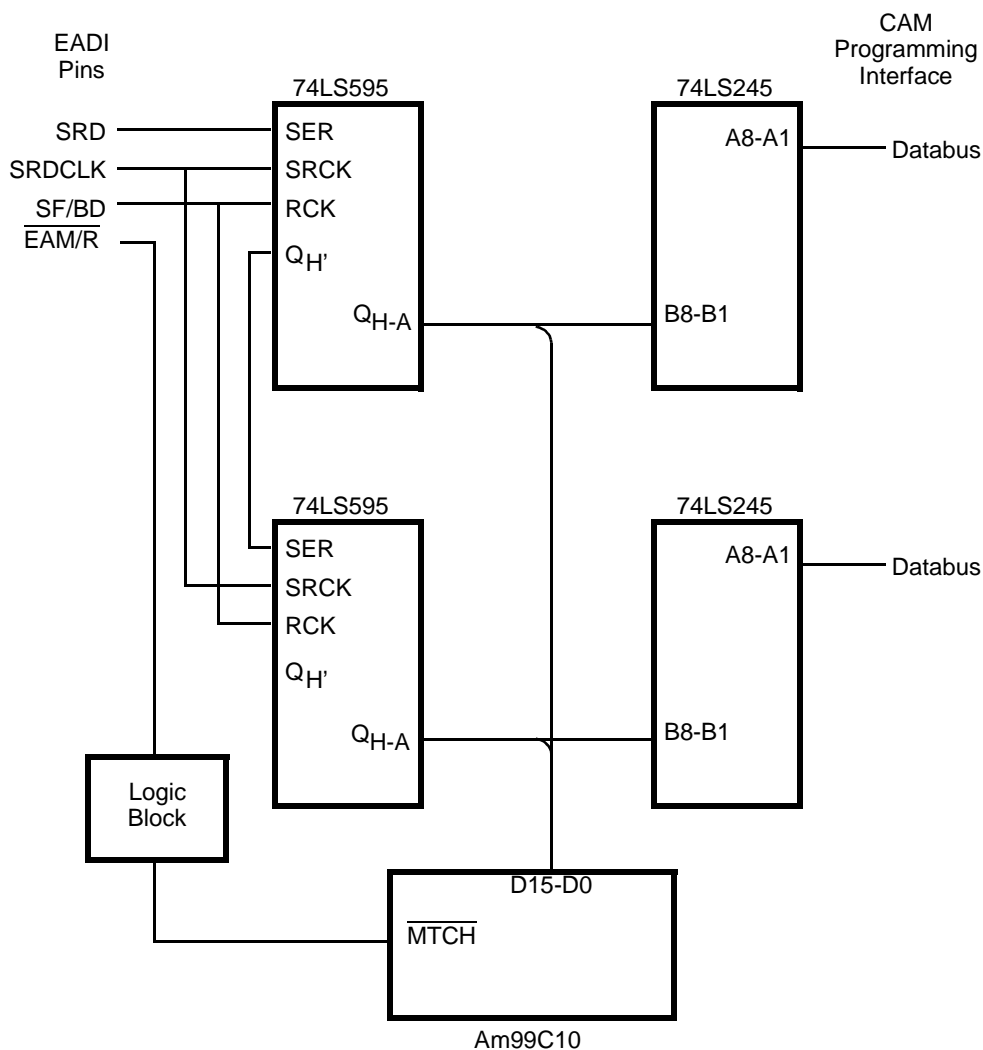 EADI
Pins
CAM
Programming
Interface
74LS595
74LS245
SRD
SER
A8-A1
Databus
SRDCLK
SRCK
SF/BD
RCK
EAM/R
QH'
QH-A
B8-B1
74LS595
74LS245
SER
A8-A1
Databus
SRCK
RCK
QH'
QH-A
B8-B1
Logic
Block
D15-D0
MTCH
Am99C10